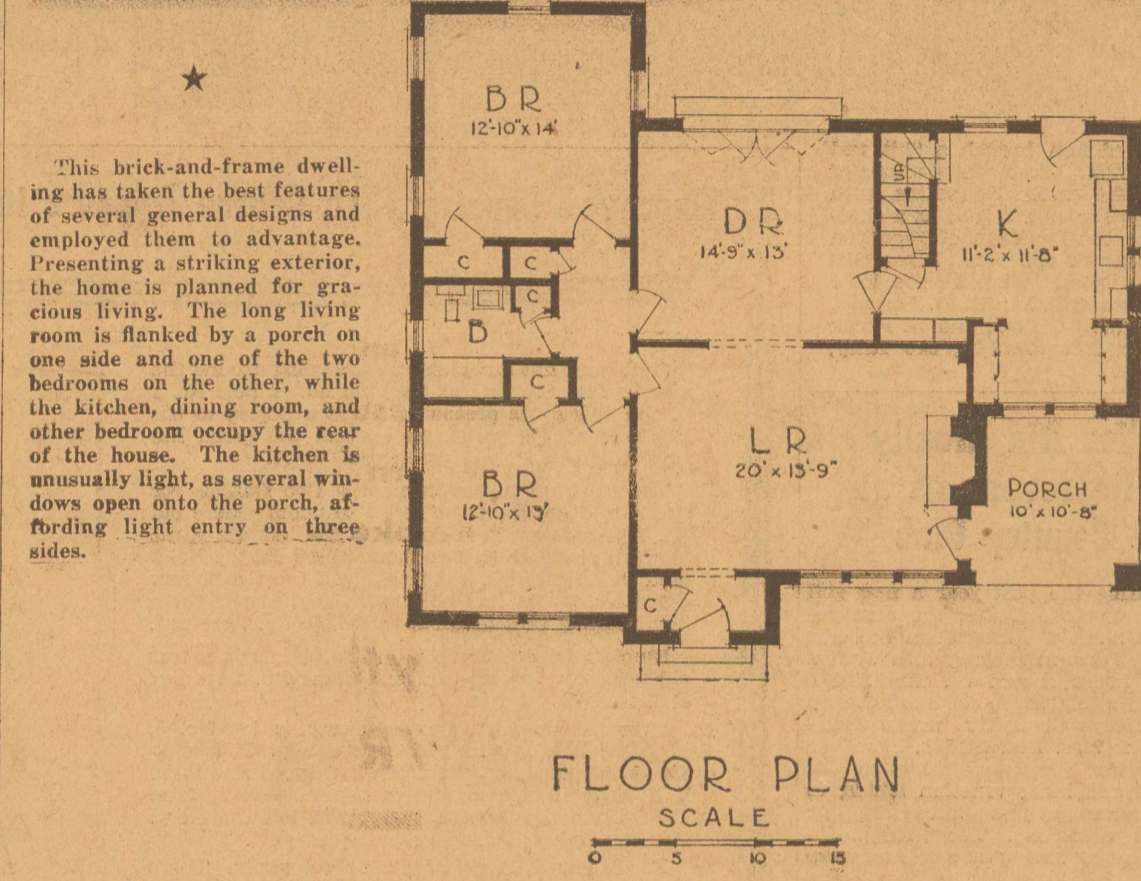 ★
This brick-and-frame dwell-
ing has taken the best features
of several general designs and
employed them to advantage.
Presenting a striking exterior,
the home is planned for gra-
cious living. The long living
room is flanked by a porch on
one side and one of the two
bedrooms on the other, while
the kitchen, dining room, and
other bedroom occupy the rear
of the house. The kitchen is
unusually light, as several win-
dows open onto the porch, af-
fording light entry on three
sides.
BR
12'-10" x 14'
DR
14'-9" x 13'
UP
K
11'-2" x 11'-8"
C
C
C
B
C
BR
12'-10" x 13'
LR
20' x 13'-9"
PORCH
10' x 10'-8"
C
FLOOR PLAN
SCALE
0 5 10 15